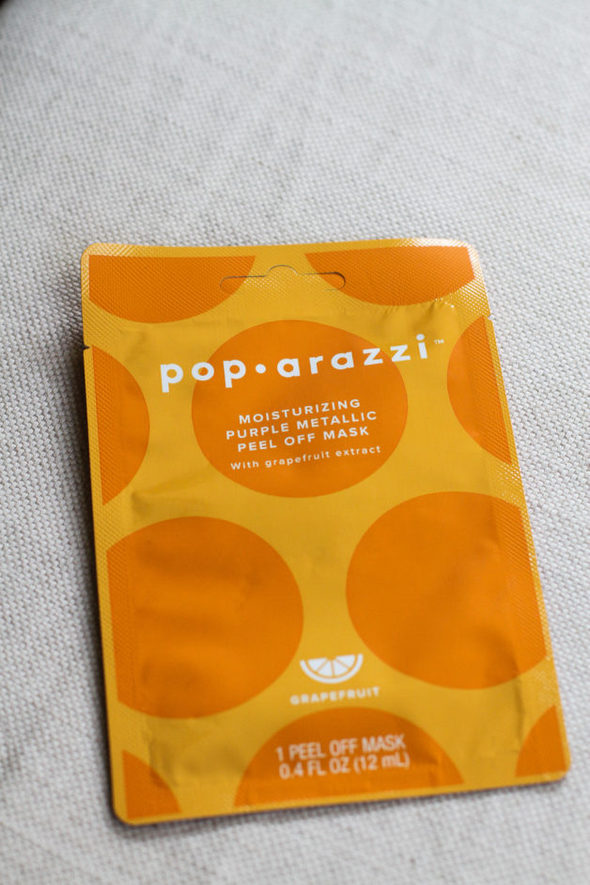 pop•arazzi™
MOISTURIZING
PURPLE METALLIC
PEEL OFF MASK
With grapefruit extract
GRAPEFRUIT
1 PEEL OFF MASK
0.4 FL OZ (12 mL)